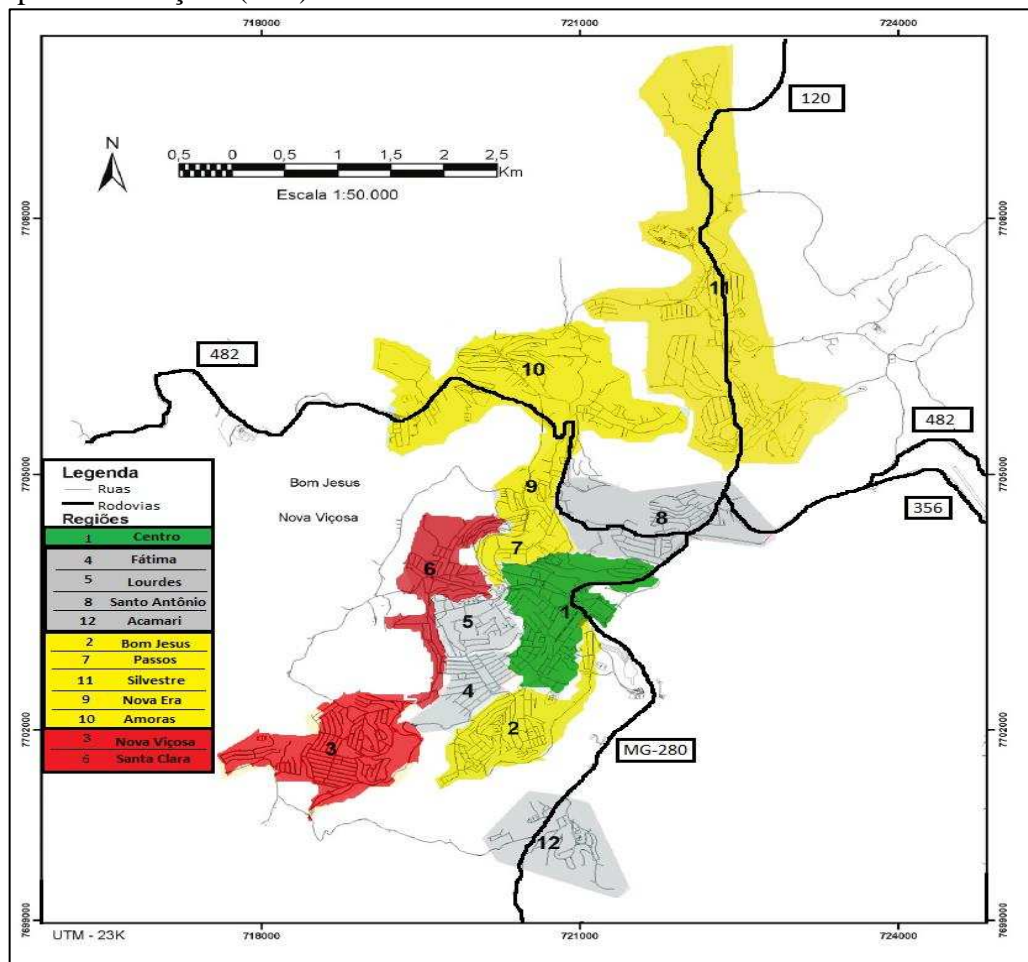 718000 721000 724000
120
N
0,5 0 0,5 1 1,5 2 2,5
Km
Escala 1:50.000
7708000 7708000
11
482
10
482
7705000 7705000
Legenda
Ruas
Rodovias
Regiões
1 Centro
4 Fátima
5 Lourdes
8 Santo Antônio
12 Acamari
2 Bom Jesus
7 Passos
11 Silvestre
9 Nova Era
10 Amoras
3 Nova Viçosa
6 Santa Clara
Bom Jesus
Nova Viçosa
9
8
356
7
6
1
5
4
7702000 7702000
2
3
MG-280
12
7699000 7699000
UTM - 23K
718000 721000 724000